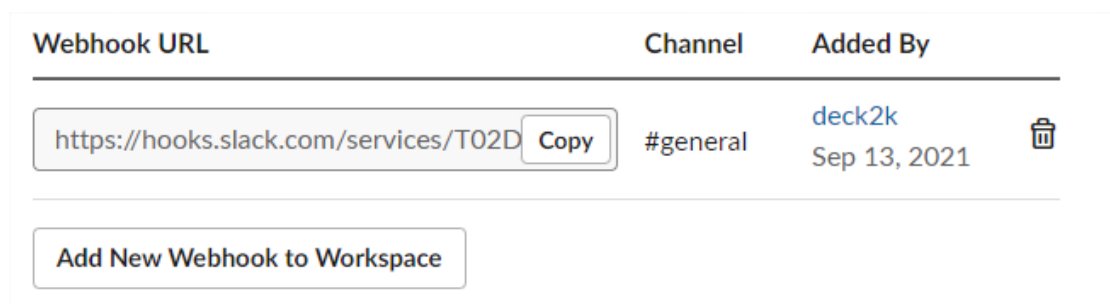 Webhook URL Channel Added By
https://hooks.slack.com/services/T02D Copy #general deck2k
Sep 13, 2021
Add New Webhook to Workspace